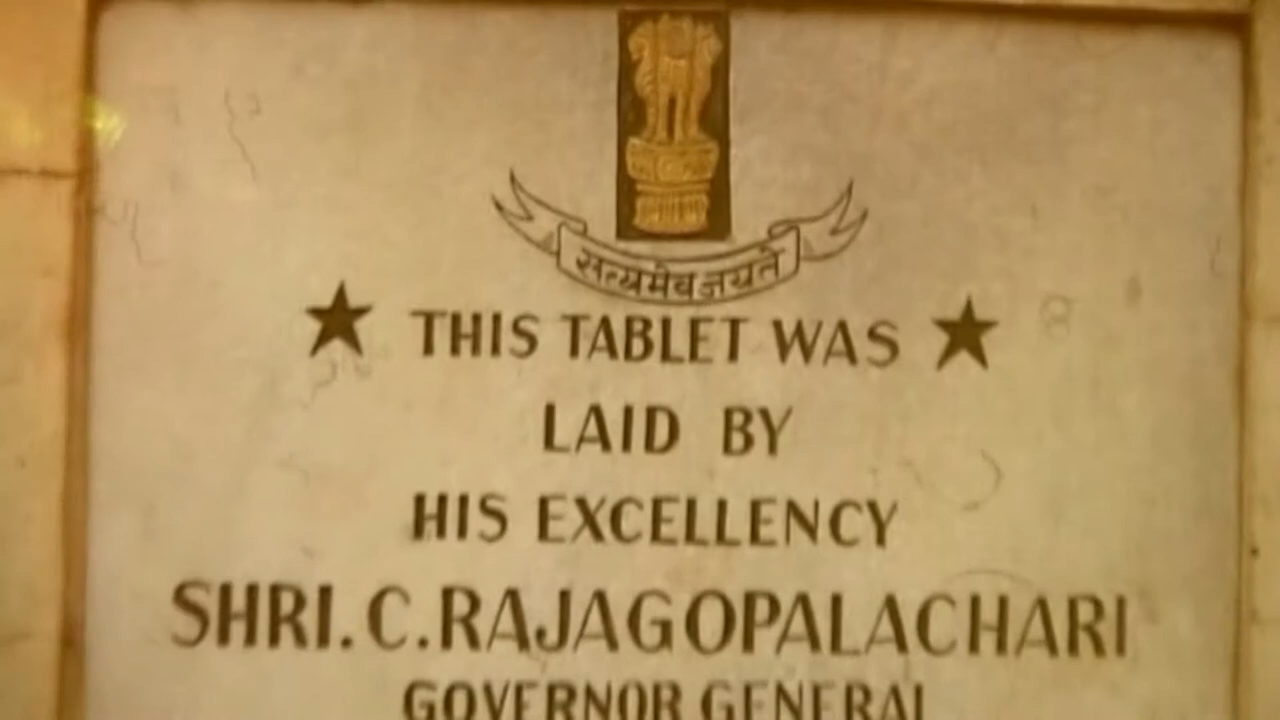 सत्यमेव जयते
THIS TABLET WAS
LAID BY
HIS EXCELLENCY
SHRI. C. RAJAGOPALACHARI
GOVERNOR GENERAL